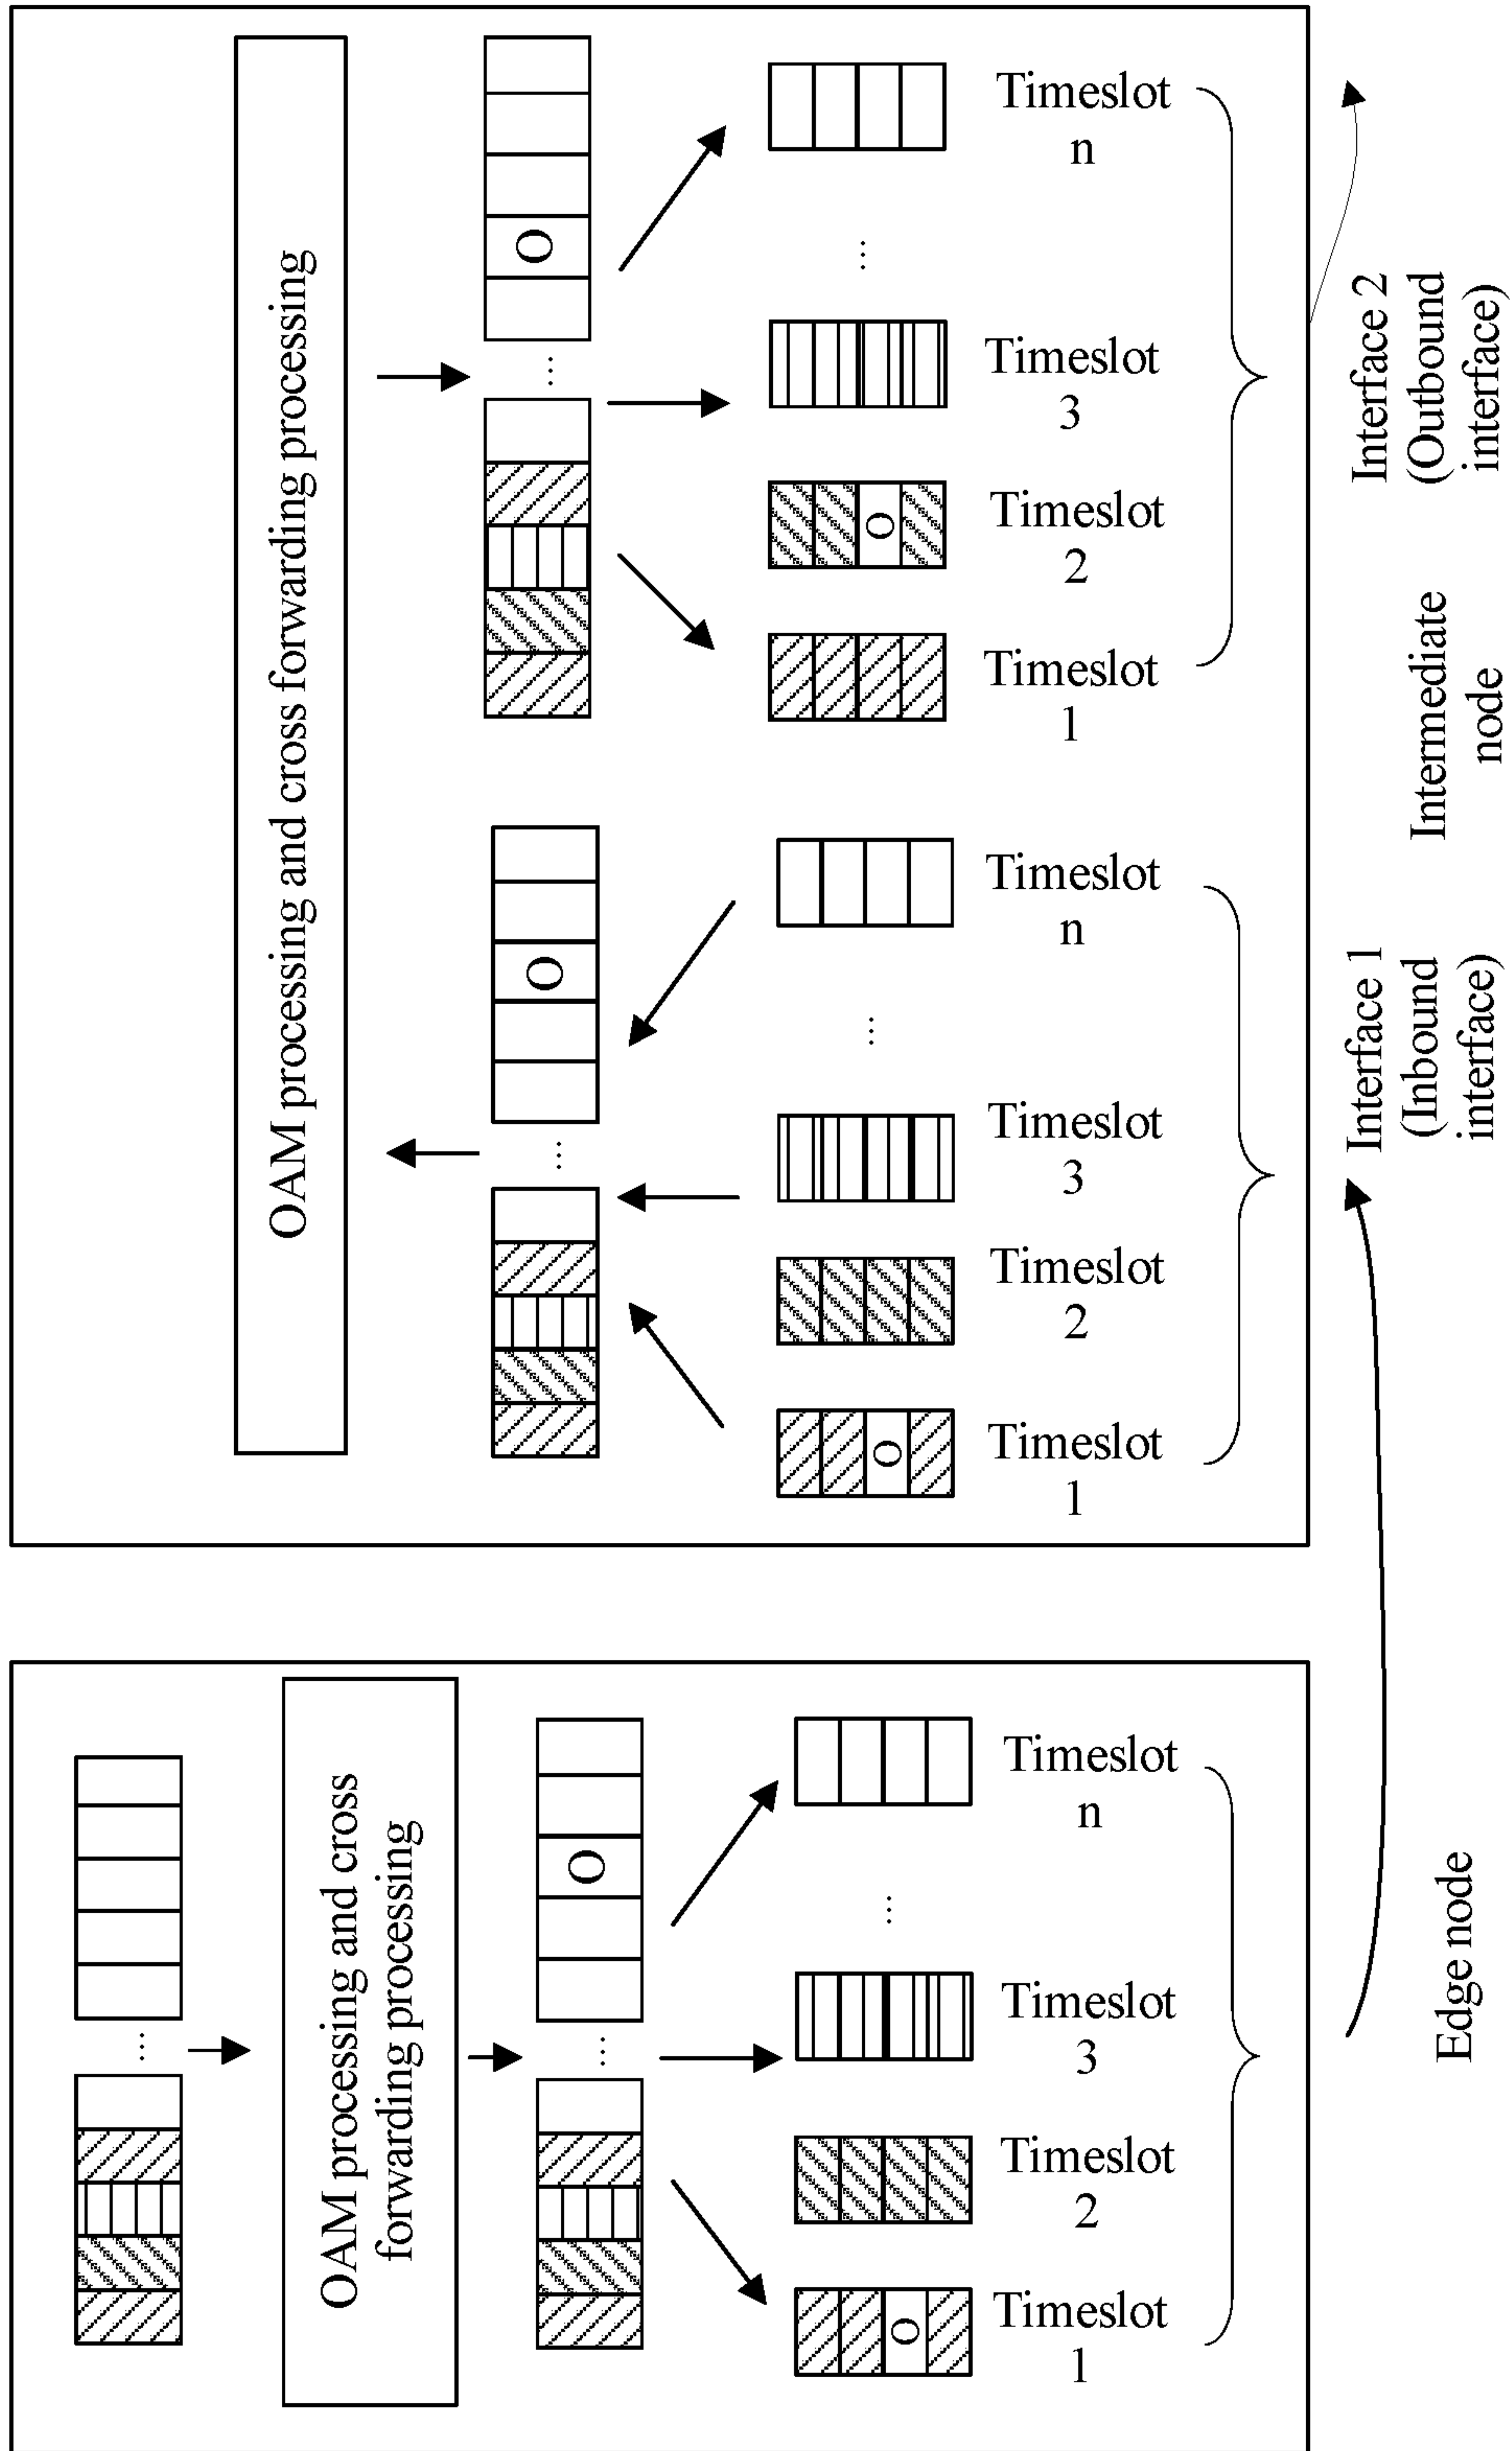 OAM processing and cross
forwarding processing
O
O
Timeslot
1
Timeslot
2
Timeslot
3
...
Timeslot
n
...
...
Edge node
OAM processing and cross forwarding processing
...
O
O
Timeslot
1
Timeslot
2
Timeslot
3
...
Timeslot
n
Interface 1
(Inbound
interface)
...
O
O
Timeslot
1
Timeslot
2
Timeslot
3
...
Timeslot
n
Interface 2
(Outbound
interface)
Intermediate
node